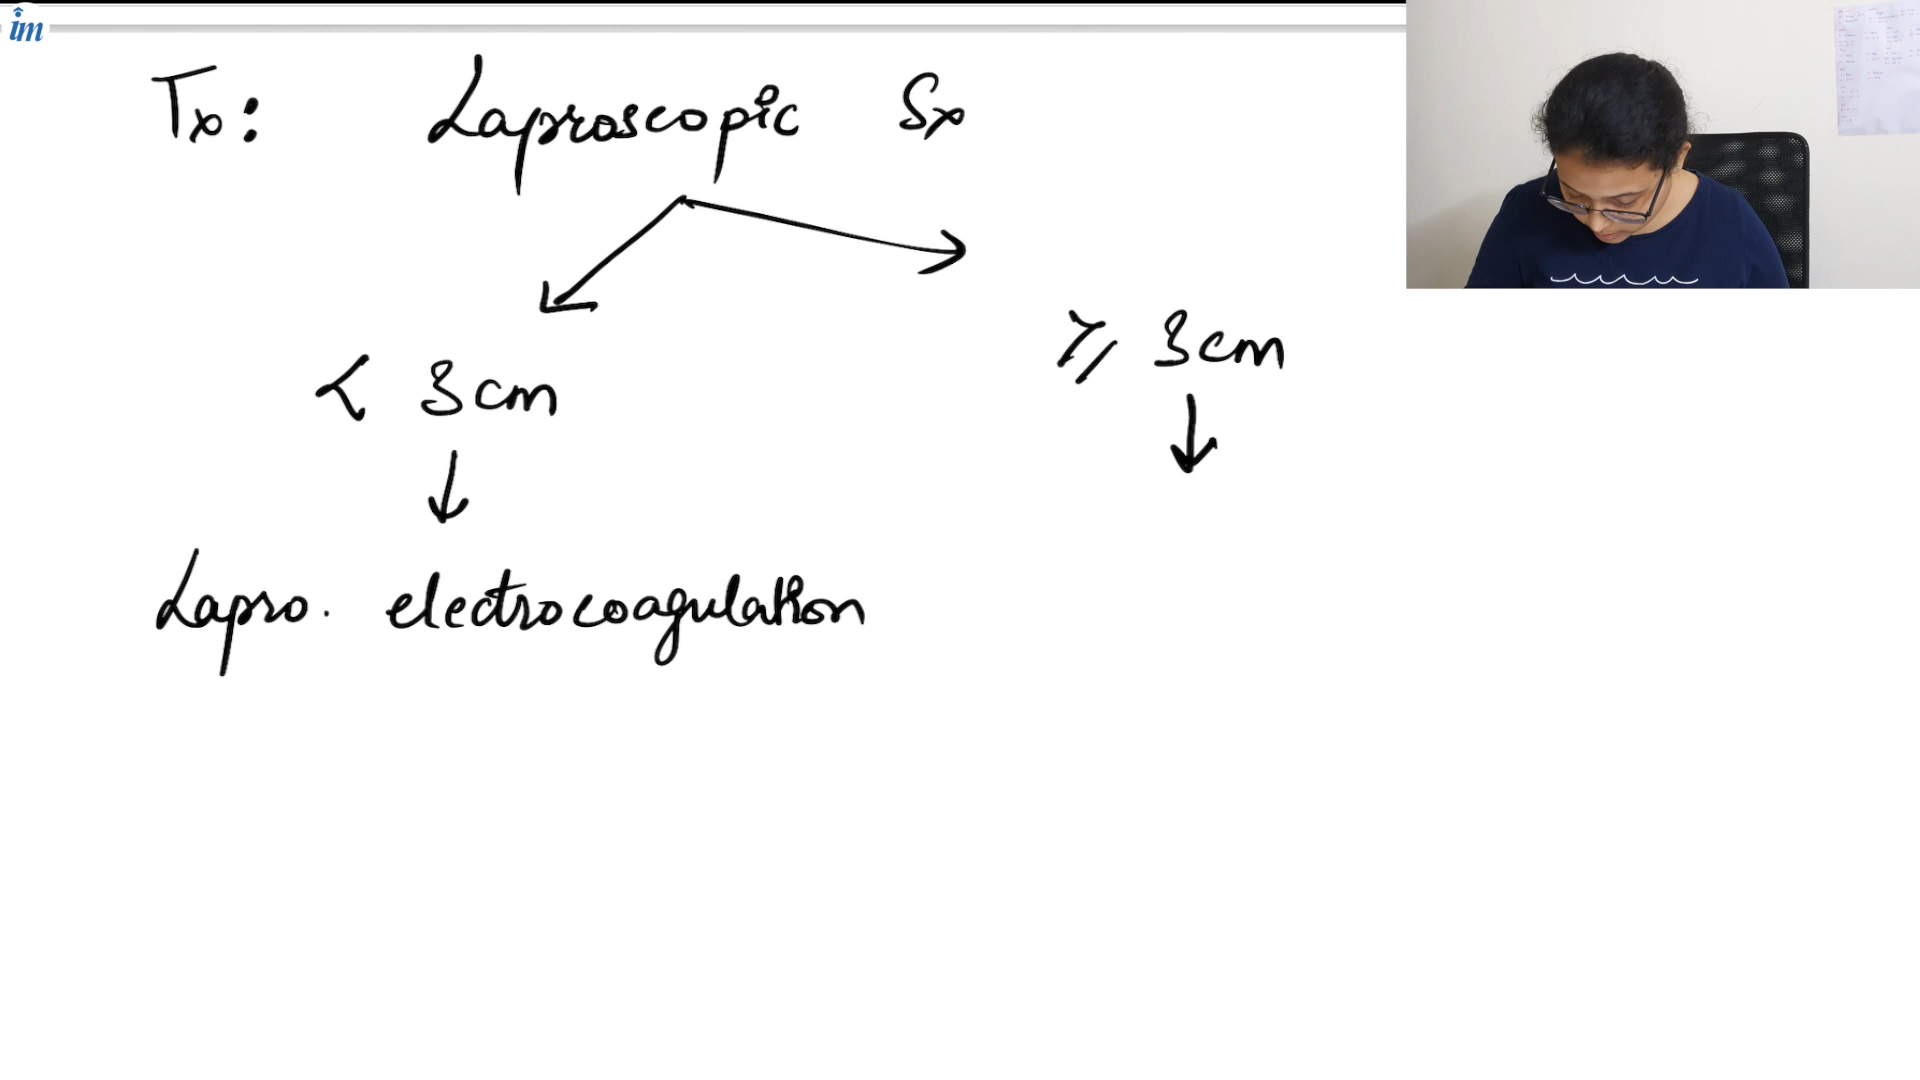 im
Tx: Laproscopic Sx
< 3cm
≥ 3cm
Lapro. electrocoagulation